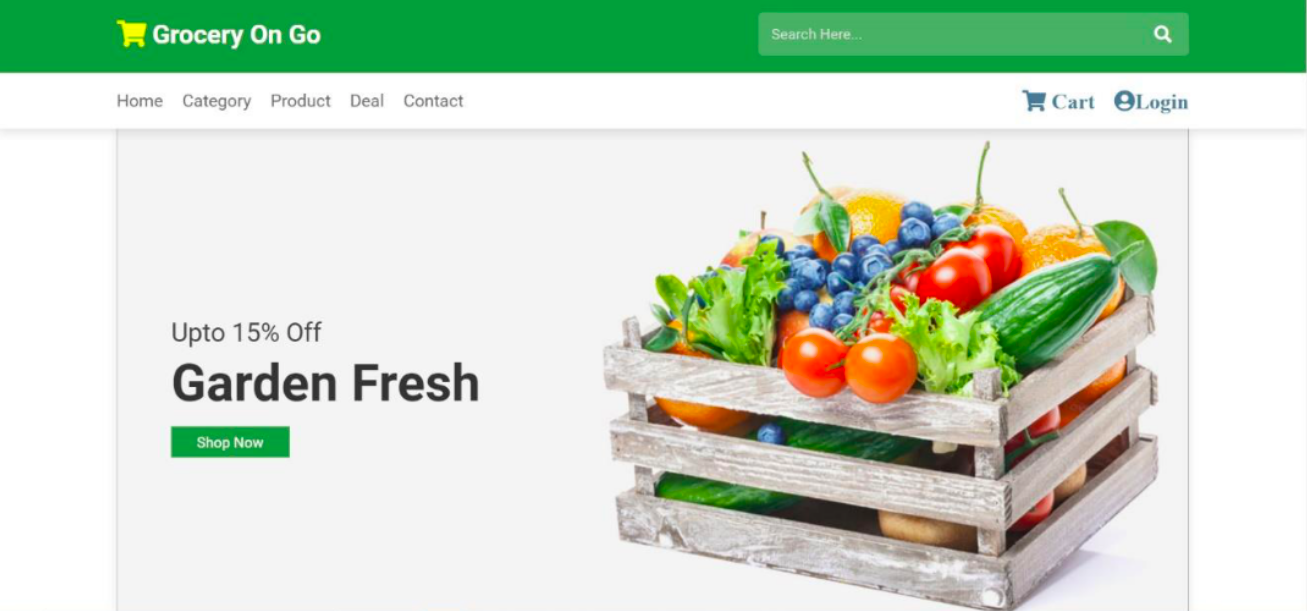 Grocery On Go
Search Here...
Home Category Product Deal Contact
Cart Login
Upto 15% Off
Garden Fresh
Shop Now